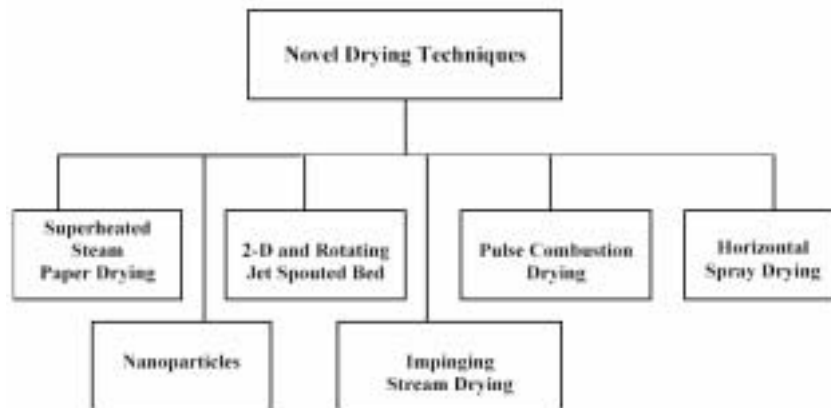 Novel Drying Techniques
Superheated
Steam
Paper Drying
2-D and Rotating
Jet Spouted Bed
Pulse Combustion
Drying
Horizontal
Spray Drying
Nanoparticles
Impinging
Stream Drying